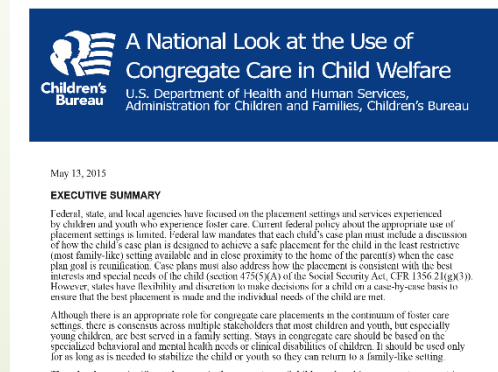 A National Look at the Use of
Congregate Care in Child Welfare
Children's
Bureau
U.S. Department of Health and Human Services,
Administration for Children and Families, Children's Bureau
May 13, 2015
EXECUTIVE SUMMARY
Federal, state, and local agencies have focused on the placement settings and services experienced
by children and youth who experience foster care. Current federal policy about the appropriate use of
placement settings is limited. Federal law mandates that each child's case plan must include a discussion
of how the child's case plan is designed to achieve a safe placement for the child in the least restrictive
(most family-like) setting available and in close proximity to the home of the parent(s) when the case
plan goal is reunification. Case plans must also address how the placement is consistent with the best
interests and special needs of the child (section 475(5)(A) of the Social Security Act, CFR 1356.21(g)(3)).
However, states have flexibility and discretion to make decisions for a child on a case-by-case basis to
ensure that the best placement is made and the individual needs of the child are met.
Although there is an appropriate role for congregate care placements in the continuum of foster care
settings, there is consensus across multiple stakeholders that most children and youth, but especially
young children, are best served in a family setting. Stays in congregate care should be based on the
specialized behavioral and mental health needs or clinical disabilities of children. It should be used only
for as long as is needed to stabilize the child or youth so they can return to a family-like setting.